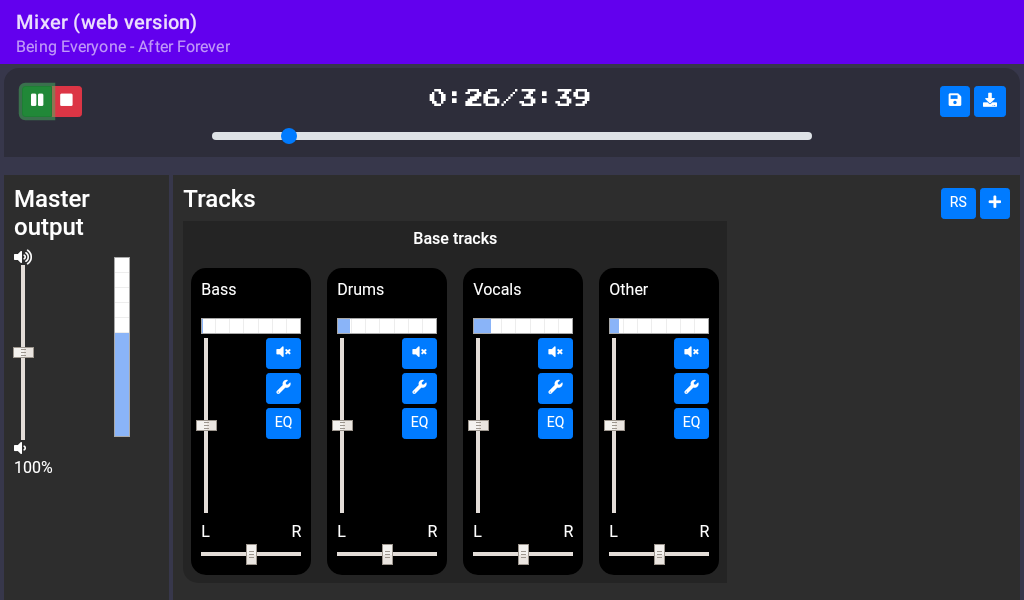 Mixer (web version)
Being Everyone - After Forever
0:26/3:39
Master
output
100%
Tracks
RS
Base tracks
Bass
Drums
Vocals
Other
EQ
EQ
EQ
EQ
L R
L R
L R
L R